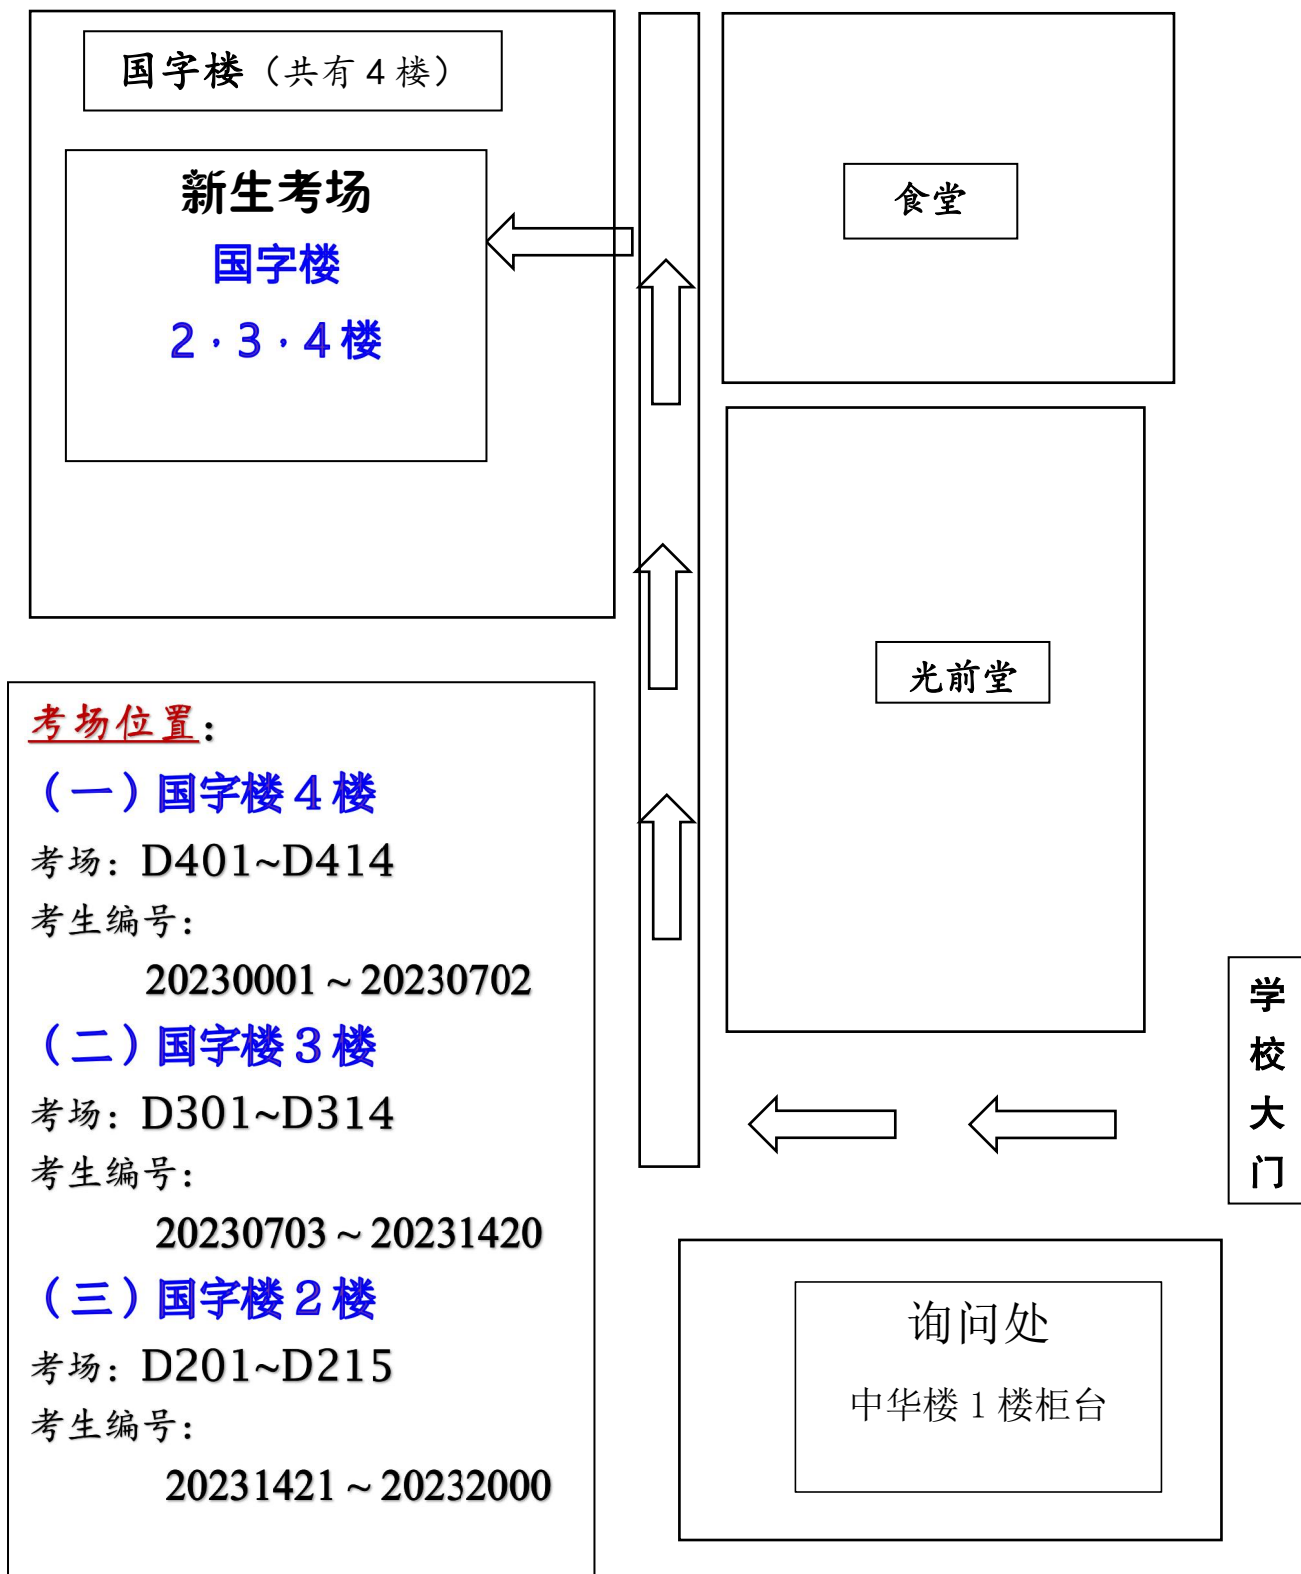 国字楼（共有 4 楼）
新生考场
国字楼
2，3，4 楼
食堂
光前堂
考场位置：
（一）国字楼 4 楼
考场：D401~D414
考生编号：
20230001 ~ 20230702
（二）国字楼 3 楼
考场：D301~D314
考生编号：
20230703 ~ 20231420
（三）国字楼 2 楼
考场：D201~D215
考生编号：
20231421 ~ 20232000
学
校
大
门
询问处
中华楼 1 楼柜台